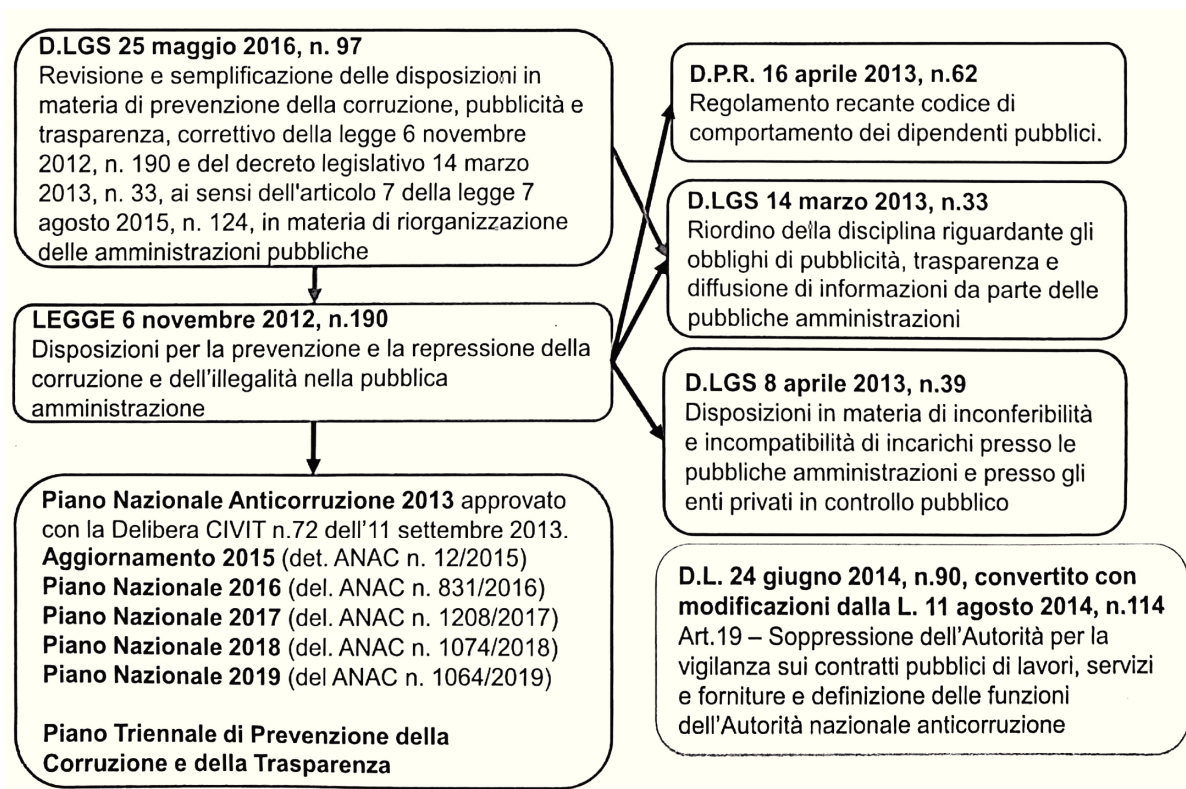 D.LGS 25 maggio 2016, n. 97
Revisione e semplificazione delle disposizioni in
materia di prevenzione della corruzione, pubblicità e
trasparenza, correttivo della legge 6 novembre
2012, n. 190 e del decreto legislativo 14 marzo
2013, n. 33, ai sensi dell'articolo 7 della legge 7
agosto 2015, n. 124, in materia di riorganizzazione
delle amministrazioni pubbliche
LEGGE 6 novembre 2012, n.190
Disposizioni per la prevenzione e la repressione della
corruzione e dell'illegalità nella pubblica
amministrazione
Piano Nazionale Anticorruzione 2013 approvato
con la Delibera CIVIT n.72 dell'11 settembre 2013.
Aggiornamento 2015 (det. ANAC n. 12/2015)
Piano Nazionale 2016 (del. ANAC n. 831/2016)
Piano Nazionale 2017 (del. ANAC n. 1208/2017)
Piano Nazionale 2018 (del. ANAC n. 1074/2018)
Piano Nazionale 2019 (del ANAC n. 1064/2019)
Piano Triennale di Prevenzione della
Corruzione e della Trasparenza
D.P.R. 16 aprile 2013, n.62
Regolamento recante codice di
comportamento dei dipendenti pubblici.
D.LGS 14 marzo 2013, n.33
Riordino della disciplina riguardante gli
obblighi di pubblicità, trasparenza e
diffusione di informazioni da parte delle
pubbliche amministrazioni
D.LGS 8 aprile 2013, n.39
Disposizioni in materia di inconferibilità
e incompatibilità di incarichi presso le
pubbliche amministrazioni e presso gli
enti privati in controllo pubblico
D.L. 24 giugno 2014, n.90, convertito con
modificazioni dalla L. 11 agosto 2014, n.114
Art.19 – Soppressione dell'Autorità per la
vigilanza sui contratti pubblici di lavori, servizi
e forniture e definizione delle funzioni
dell'Autorità nazionale anticorruzione